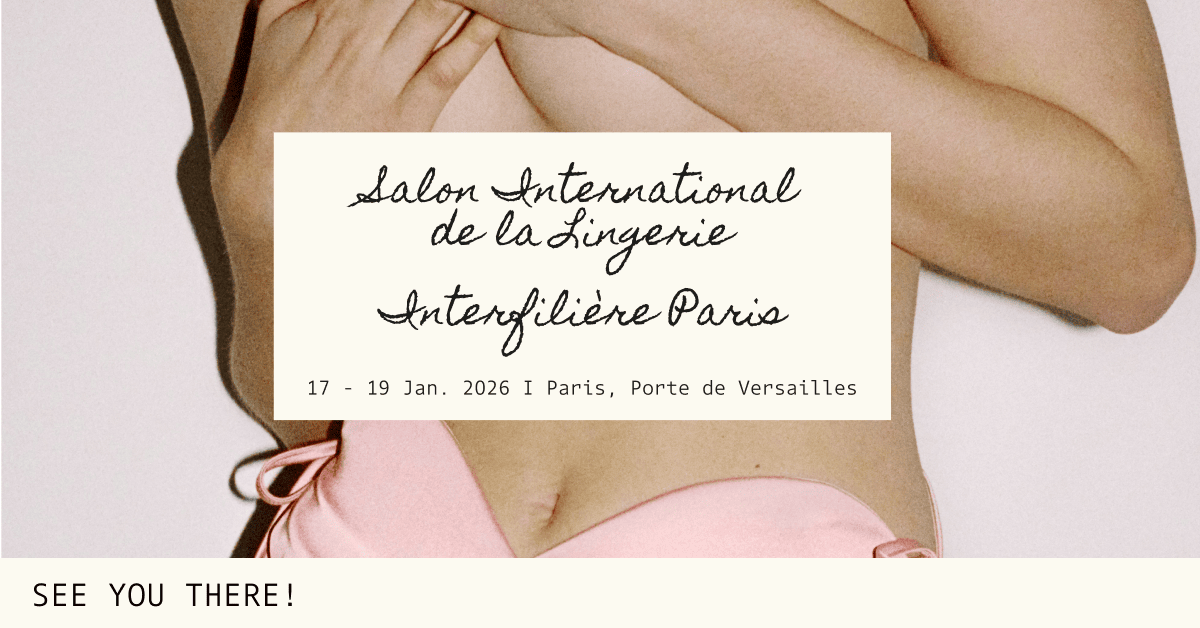 Salon International
de la Lingerie
Interfilière Paris
17 - 19 Jan. 2026 I Paris, Porte de Versailles
SEE YOU THERE!